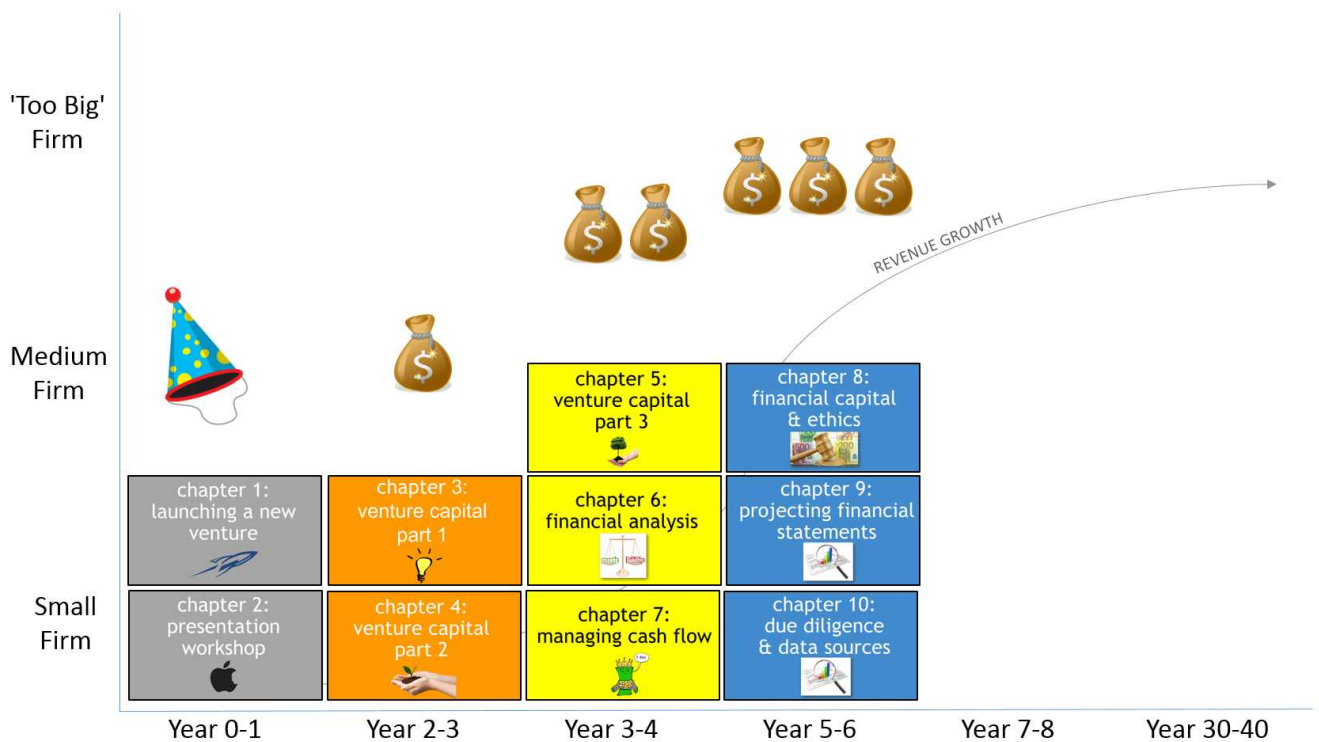 'Too Big'
Firm
Medium
Firm
Small
Firm
REVENUE GROWTH
$
$
$
$
$
$
chapter 1:
launching a new
venture
chapter 2:
presentation
workshop
chapter 3:
venture capital
part 1
chapter 4:
venture capital
part 2
chapter 5:
venture capital
part 3
chapter 6:
financial analysis
chapter 7:
managing cash flow
chapter 8:
financial capital
& ethics
500
200
chapter 9:
projecting financial
statements
chapter 10:
due diligence
& data sources
Year 0-1
Year 2-3
Year 3-4
Year 5-6
Year 7-8
Year 30-40